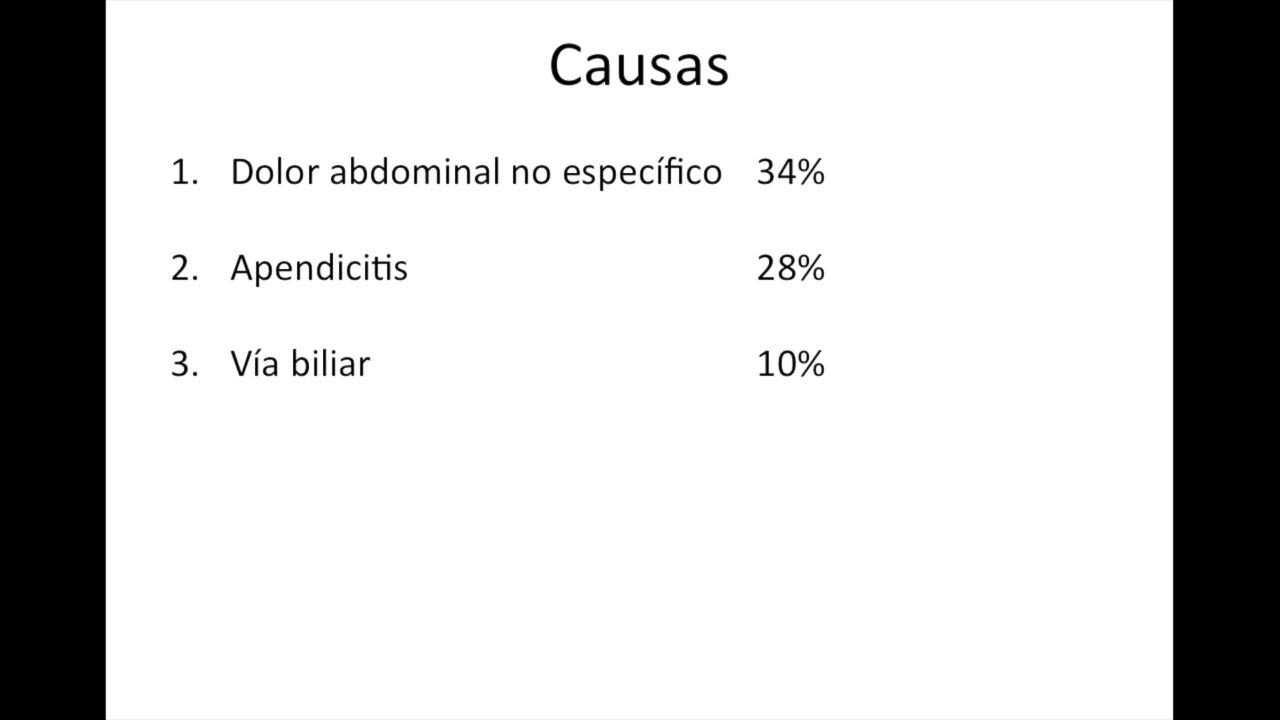 Causas
1. Dolor abdominal no específico 34%
2. Apendicitis 28%
3. Vía biliar 10%